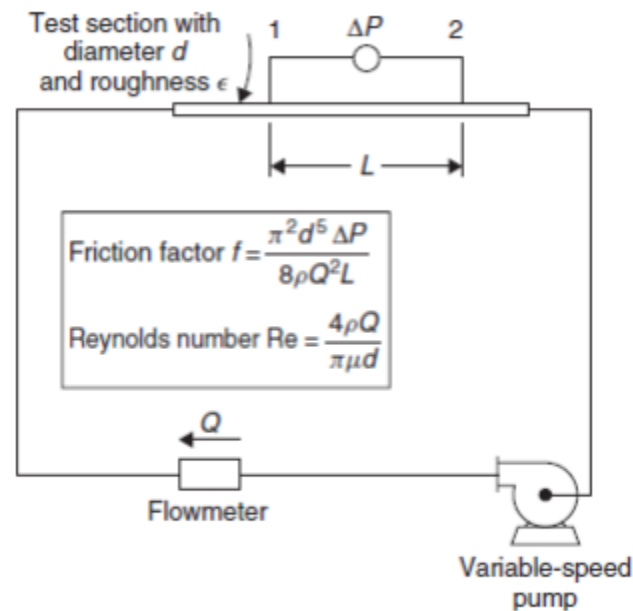 Test section with
diameter d
and roughness ϵ
1 ΔP 2
L
Friction factor f = π²d⁵ ΔP / 8ρQ²L
Reynolds number Re = 4ρQ / πμd
Q
Flowmeter
Variable-speed
pump